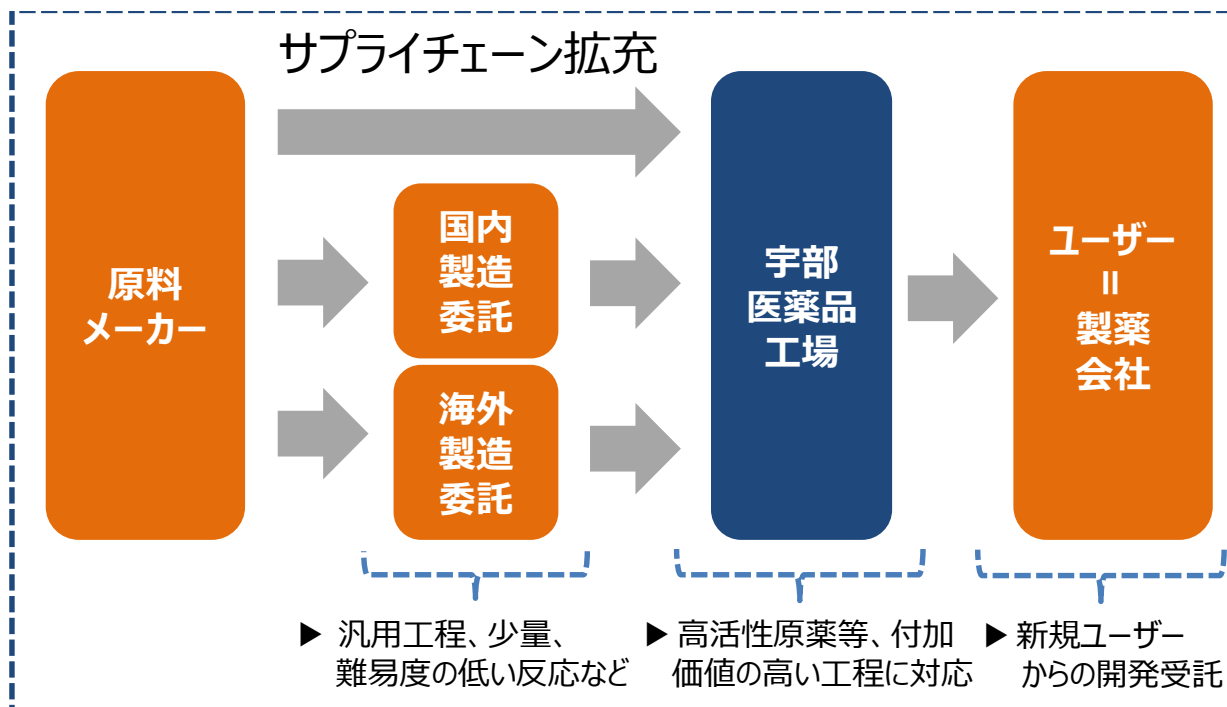 サプライチェーン拡充
原料
メーカー
国内
製造
委託
海外
製造
委託
宇部
医薬品
工場
ユーザー
＝
製薬
会社
▶ 汎用工程、少量、
難易度の低い反応など
▶ 高活性原薬等、付加
価値の高い工程に対応
▶ 新規ユーザー
からの開発受託